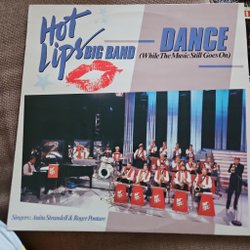 Hot
Lips BIG BAND
DANCE
(While The Music Still Goes On)
Singers: Anita Strandell & Roger Pontare